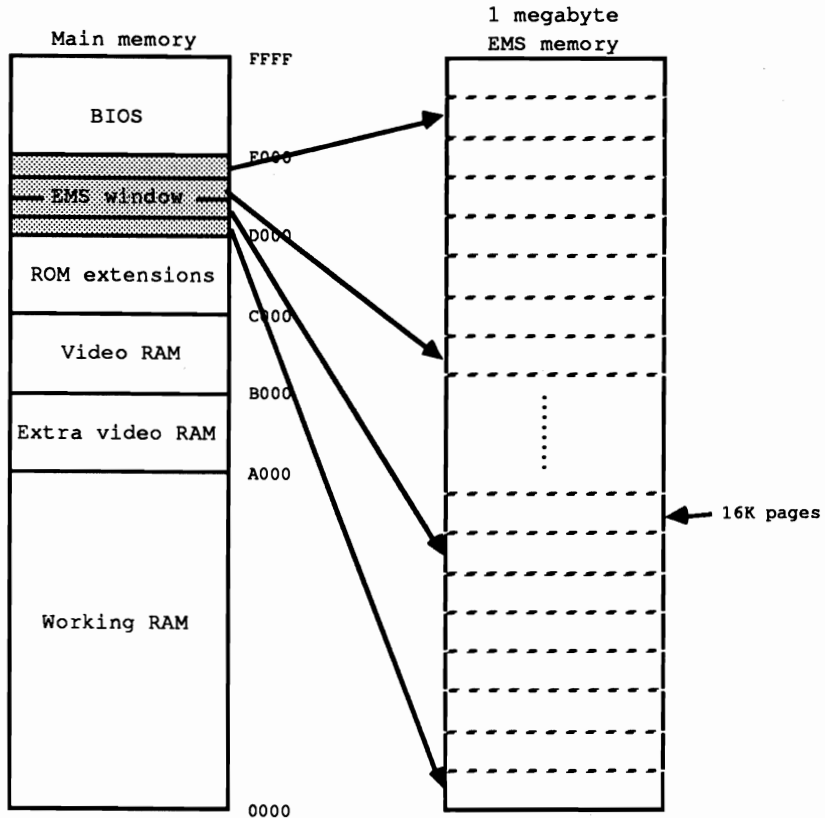 Main memory
FFFF
BIOS
F000
EMS window
D000
ROM extensions
C000
Video RAM
B000
Extra video RAM
A000
Working RAM
0000
1 megabyte
EMS memory
16K pages